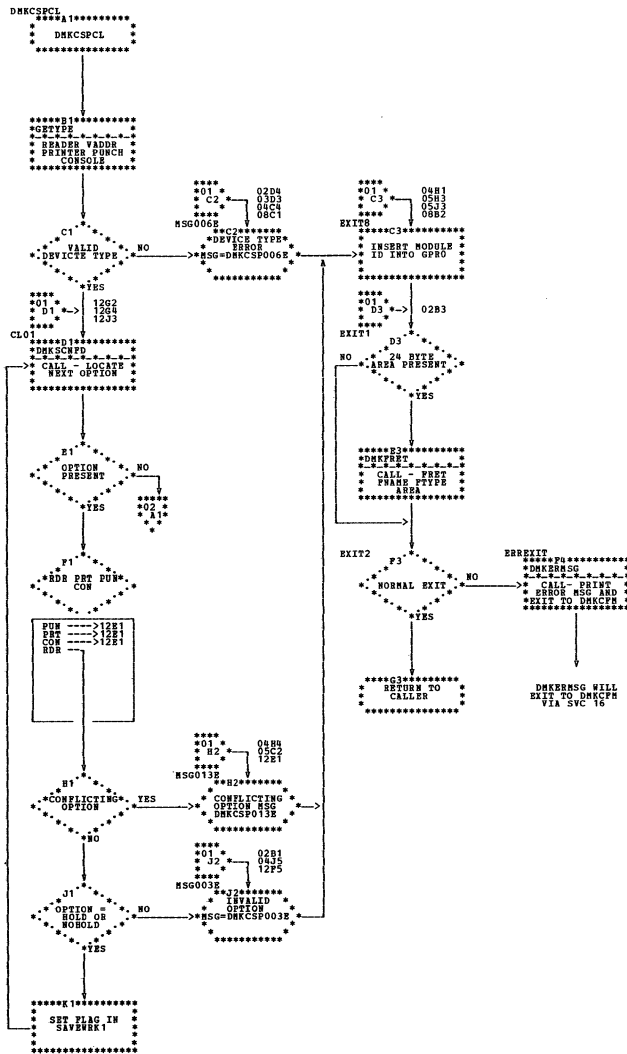 DMKCSPCL
*****A1**********
DMKCSPCL
*****B1**********
*GETYPE
*-*-*-*-*-*-*-*-*
READER VADDR
PRINTER PUNCH
CONSOLE
C1
VALID
DEVICTE TYPE
NO
YES
01
C2
02D4
03D3
04C4
08C1
MSG006E
**C2
DEVICE TYPE
ERROR
*MSG=DMKCSP006E*
01
C3
04H1
05H3
05J3
08B2
EXIT8
*****C3**********
INSERT MODULE
ID INTO GPR0
01
D1
12G2
12G4
12J3
CLO1
*****D1**********
*DMKSCNFD
*-*-*-*-*-*-*-*-*
CALL - LOCATE
NEXT OPTION
01
D3
02B3
EXIT1
D3
24 BYTE
AREA PRESENT
NO
YES
E1
OPTION
PRESENT
NO
YES
02
A1
*****E3**********
*DMKFRET
*-*-*-*-*-*-*-*-*
CALL - FRET
FNAME FTYPE
AREA
F1
*RDR PRT PUN*
CON
PUN ---->12E1
PRT ---->12E1
CON ---->12E1
RDR ---
EXIT2
F3
NORMAL EXIT
NO
YES
ERREXIT
*****F4**********
*DMKERMSG
*-*-*-*-*-*-*-*-*
CALL- PRINT
ERROR MSG AND
EXIT TO DMKCFM
DMKERMSG WILL
EXIT TO DMKCFM
VIA SVC 16
****G3*********
RETURN TO
CALLER
01
H2
04H4
05C2
12E1
MSG013E
H1
*CONFLICTING*
OPTION
YES
NO
**H2
CONFLICTING
OPTION MSG
DMKCSP013E
01
J2
02B1
04J5
12F5
MSG003E
J1
OPTION =
HOLD OR
NOHOLD
NO
YES
**J2
INVALID
OPTION
*MSG=DMKCSP003E*
*****K1**********
SET FLAG IN
SAVEWRK1